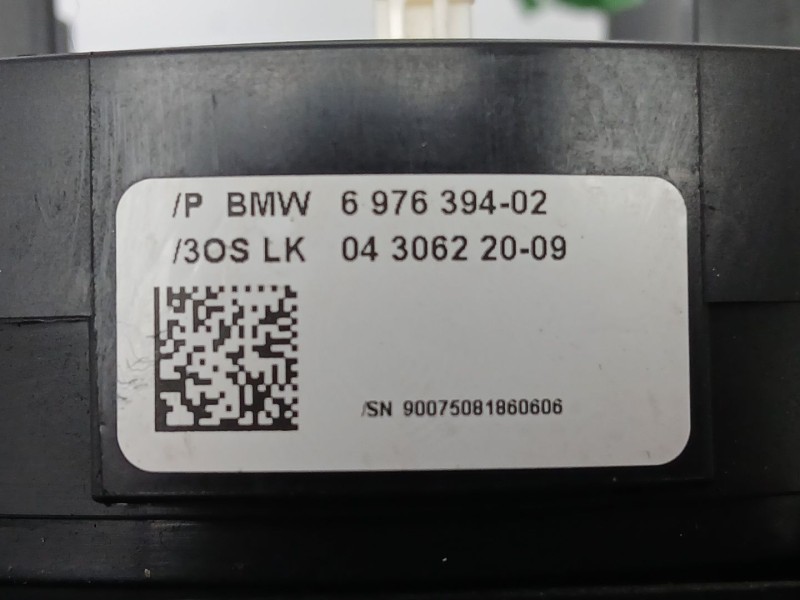 /P BMW 6 976 394-02
/3OS LK 04 3062 20-09
/SN 90075081860606